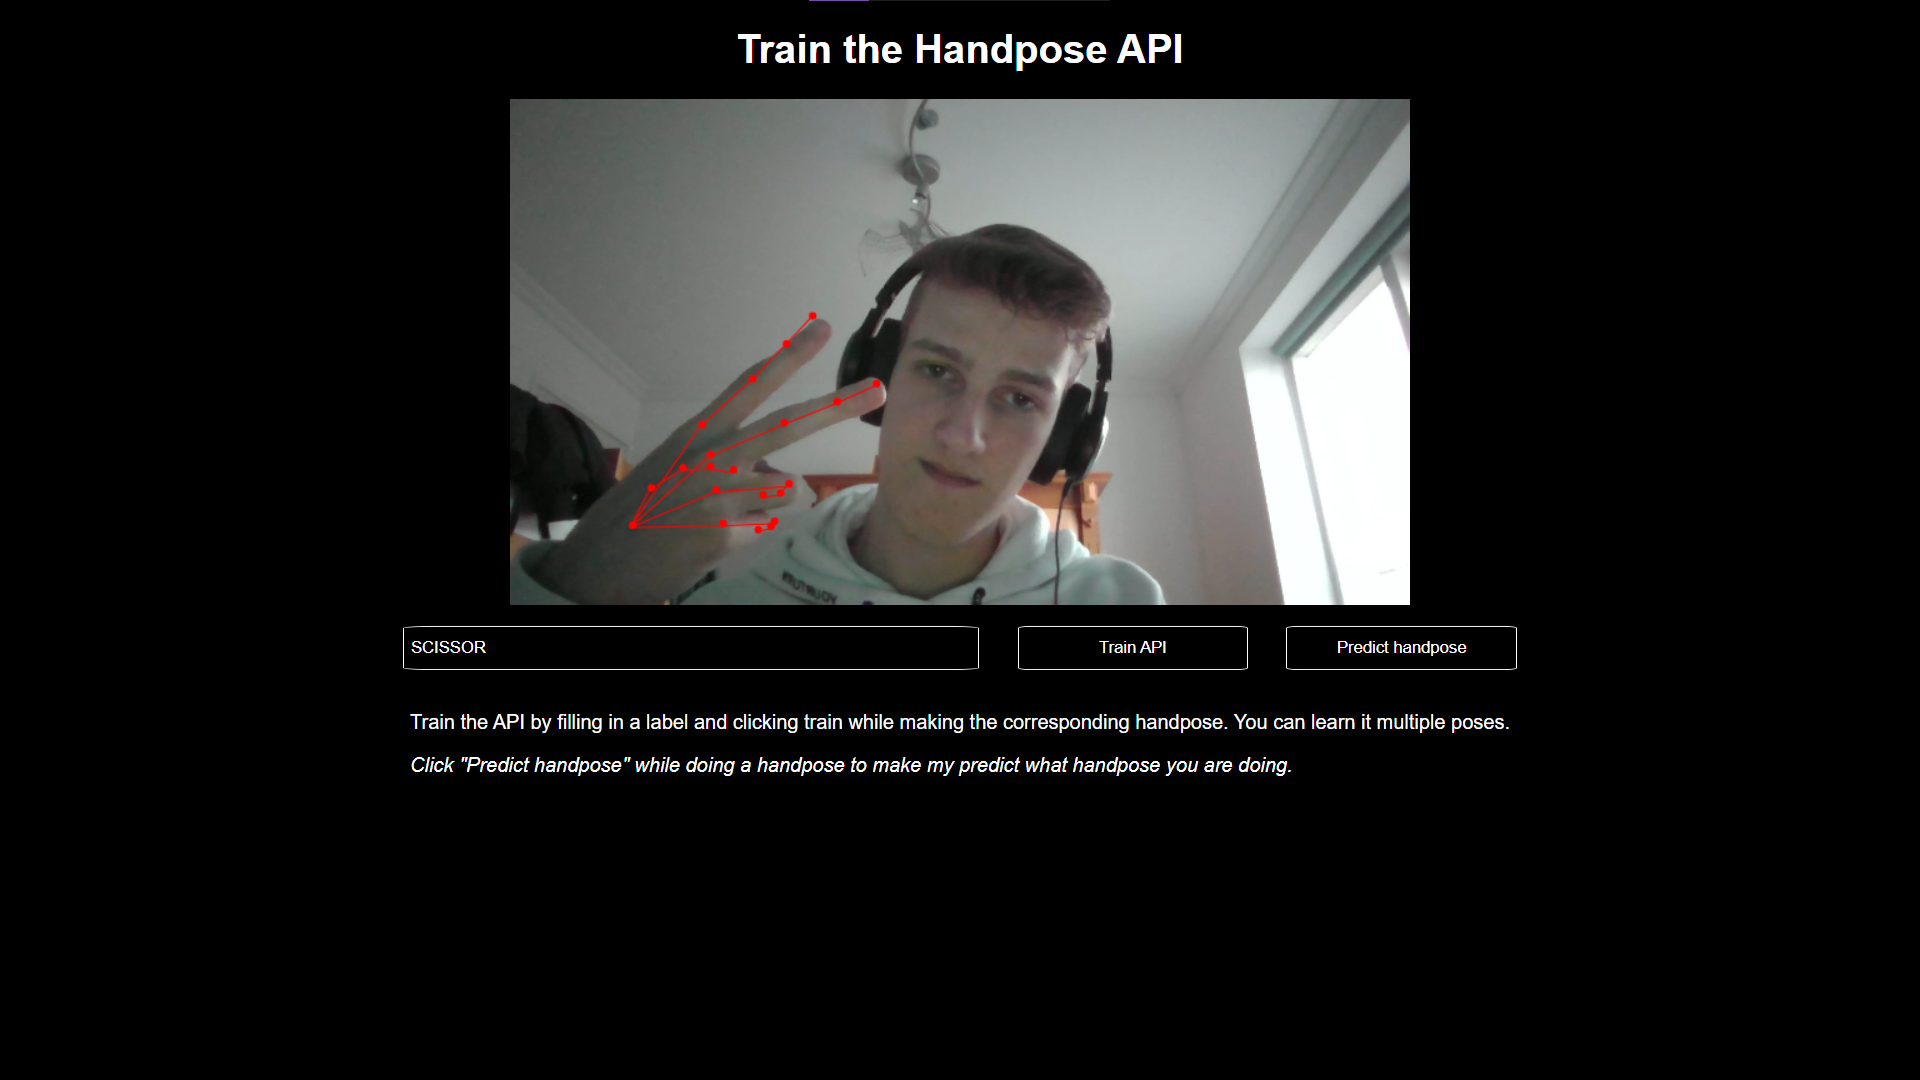 Train the Handpose API
SCISSOR
Train API
Predict handpose
Train the API by filling in a label and clicking train while making the corresponding handpose. You can learn it multiple poses.
Click "Predict handpose" while doing a handpose to make my predict what handpose you are doing.